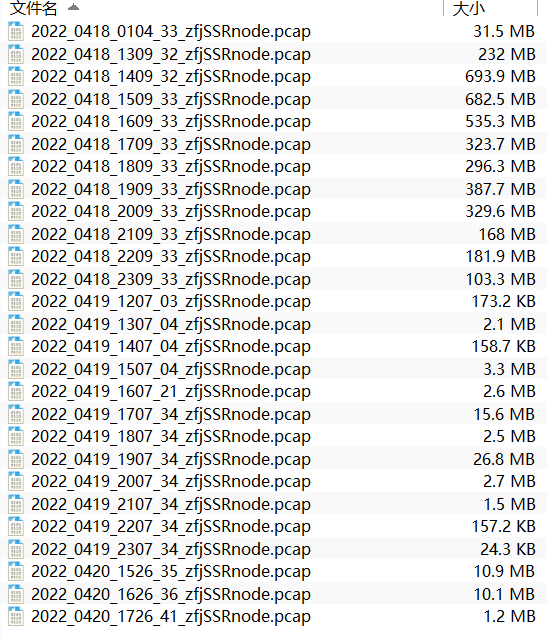 文件名 大小
2022_0418_0104_33_zfjSSRnode.pcap 31.5 MB
2022_0418_1309_32_zfjSSRnode.pcap 232 MB
2022_0418_1409_32_zfjSSRnode.pcap 693.9 MB
2022_0418_1509_33_zfjSSRnode.pcap 682.5 MB
2022_0418_1609_33_zfjSSRnode.pcap 535.3 MB
2022_0418_1709_33_zfjSSRnode.pcap 323.7 MB
2022_0418_1809_33_zfjSSRnode.pcap 296.3 MB
2022_0418_1909_33_zfjSSRnode.pcap 387.7 MB
2022_0418_2009_33_zfjSSRnode.pcap 329.6 MB
2022_0418_2109_33_zfjSSRnode.pcap 168 MB
2022_0418_2209_33_zfjSSRnode.pcap 181.9 MB
2022_0418_2309_33_zfjSSRnode.pcap 103.3 MB
2022_0419_1207_03_zfjSSRnode.pcap 173.2 KB
2022_0419_1307_04_zfjSSRnode.pcap 2.1 MB
2022_0419_1407_04_zfjSSRnode.pcap 158.7 KB
2022_0419_1507_04_zfjSSRnode.pcap 3.3 MB
2022_0419_1607_21_zfjSSRnode.pcap 2.6 MB
2022_0419_1707_34_zfjSSRnode.pcap 15.6 MB
2022_0419_1807_34_zfjSSRnode.pcap 2.5 MB
2022_0419_1907_34_zfjSSRnode.pcap 26.8 MB
2022_0419_2007_34_zfjSSRnode.pcap 2.7 MB
2022_0419_2107_34_zfjSSRnode.pcap 1.5 MB
2022_0419_2207_34_zfjSSRnode.pcap 157.2 KB
2022_0419_2307_34_zfjSSRnode.pcap 24.3 KB
2022_0420_1526_35_zfjSSRnode.pcap 10.9 MB
2022_0420_1626_36_zfjSSRnode.pcap 10.1 MB
2022_0420_1726_41_zfjSSRnode.pcap 1.2 MB